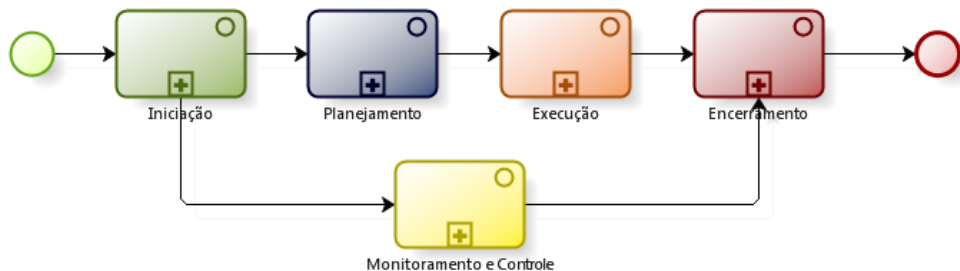 Iniciação
Planejamento
Execução
Encerramento
Monitoramento e Controle